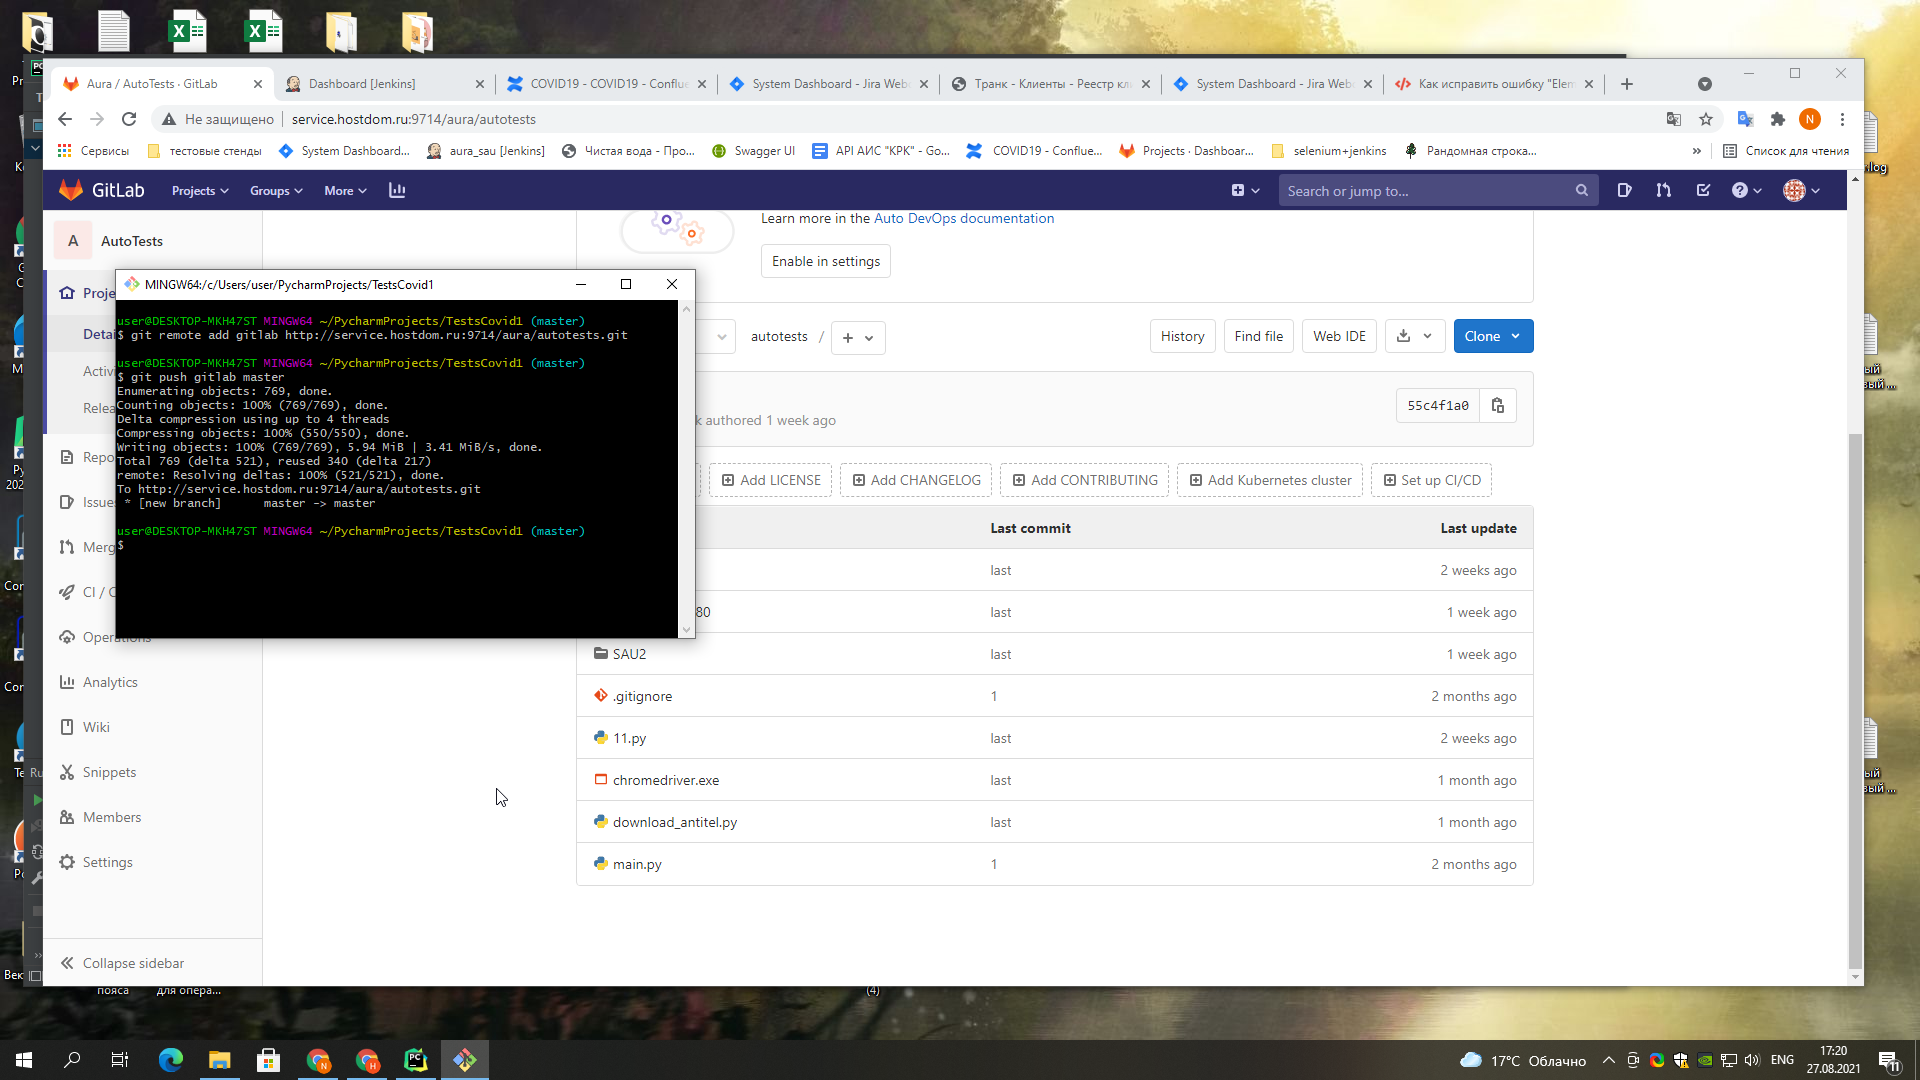 Aura / AutoTests · GitLab
Dashboard [Jenkins]
COVID19 - COVID19 - Conflue
System Dashboard - Jira Webc
Транк - Клиенты - Реестр кл
System Dashboard - Jira Webc
Как исправить ошибку "Elem
Не защищено
service.hostdom.ru:9714/aura/autotests
N
Сервисы
тестовые стенды
System Dashboard...
aura_sau [Jenkins]
Чистая вода - Про...
Swagger UI
API АИС "КРК" - Go...
COVID19 - Conflue...
Projects · Dashboar...
selenium+jenkins
Рандомная строка...
»
Список для чтения
GitLab
Projects
Groups
More
Search or jump to...
A
AutoTests
Learn more in the Auto DevOps documentation
Enable in settings
MINGW64:/c/Users/user/PycharmProjects/TestsCovid1
user@DESKTOP-MKH47ST MINGW64 ~/PycharmProjects/TestsCovid1 (master)
$ git remote add gitlab http://service.hostdom.ru:9714/aura/autotests.git
user@DESKTOP-MKH47ST MINGW64 ~/PycharmProjects/TestsCovid1 (master)
$ git push gitlab master
Enumerating objects: 769, done.
Counting objects: 100% (769/769), done.
Delta compression using up to 4 threads
Compressing objects: 100% (550/550), done.
Writing objects: 100% (769/769), 5.94 MiB | 3.41 MiB/s, done.
Total 769 (delta 521), reused 340 (delta 217)
remote: Resolving deltas: 100% (521/521), done.
To http://service.hostdom.ru:9714/aura/autotests.git
* [new branch] master -> master
user@DESKTOP-MKH47ST MINGW64 ~/PycharmProjects/TestsCovid1 (master)
$
Proje
Detai
Activ
Relea
Repo
Issue
Merg
CI / C
Operations
Analytics
Wiki
Snippets
Members
Settings
Collapse sidebar
autotests / +
History
Find file
Web IDE
Clone
k authored 1 week ago
55c4f1a0
Add LICENSE
Add CHANGELOG
Add CONTRIBUTING
Add Kubernetes cluster
Set up CI/CD
Last commit
Last update
last
2 weeks ago
80
last
1 week ago
SAU2
last
1 week ago
.gitignore
1
2 months ago
11.py
last
2 weeks ago
chromedriver.exe
last
1 month ago
download_antitel.py
last
1 month ago
main.py
1
2 months ago
пояса
для опера...
(4)
17°C Облачно
ENG
17:20
27.08.2021
11